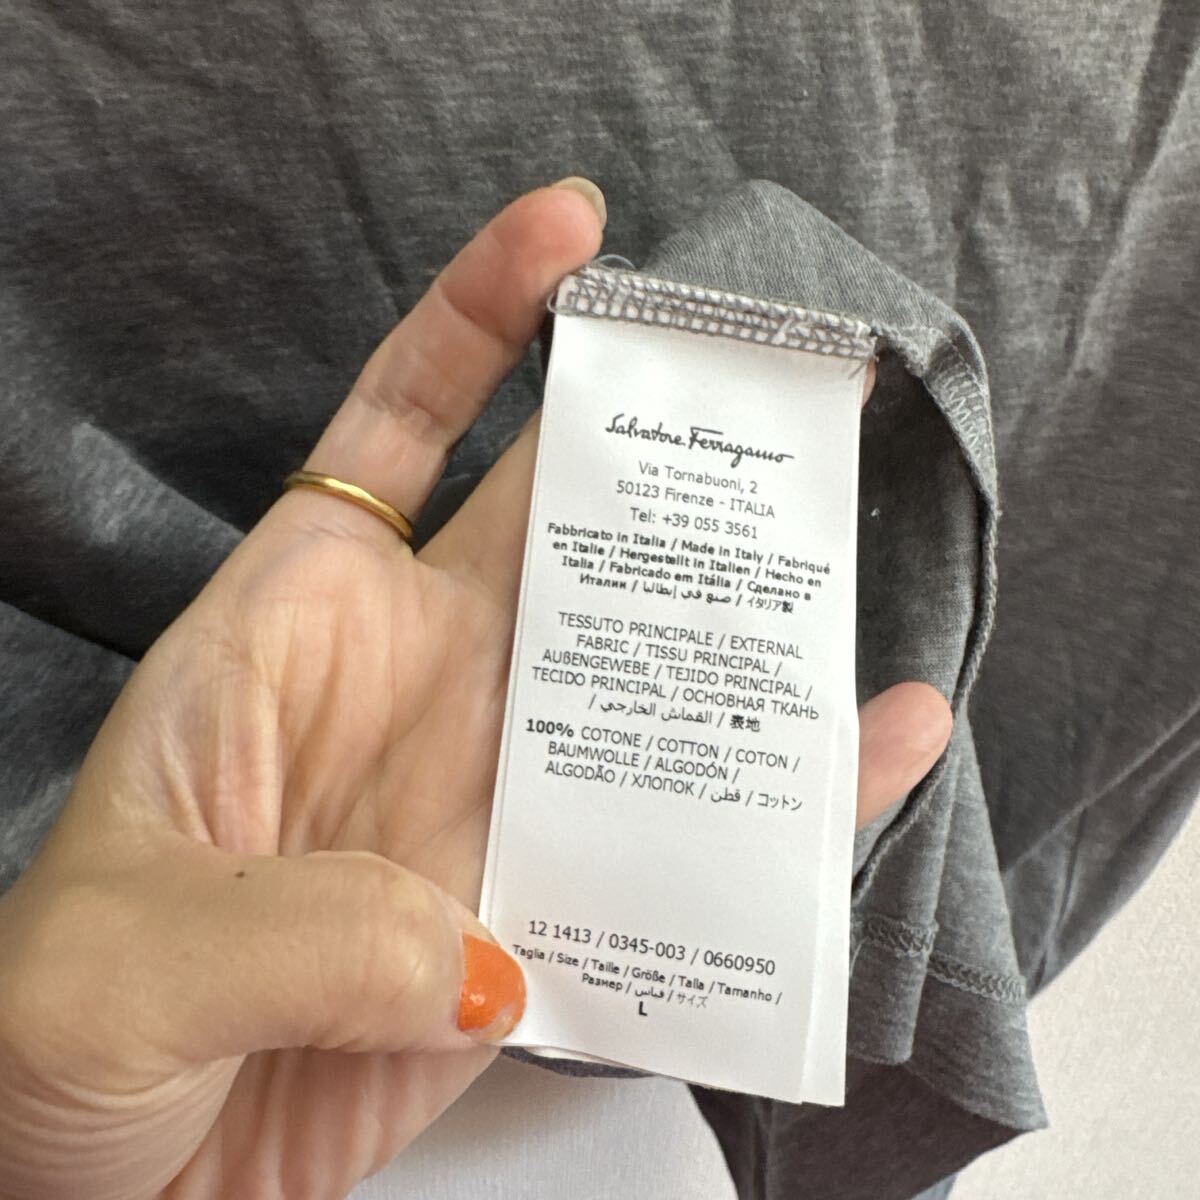 Salvatore Ferragamo
Via Tornabuoni, 2
50123 Firenze - ITALIA
Tel: +39 055 3561
Fabbricato in Italia / Made in Italy / Fabriqué
en Italie / Hergestellt in Italien / Hecho en
Italia / Fabricado em Itália / Сделано в
Италии / صنع في إيطاليا / イタリア製
TESSUTO PRINCIPALE / EXTERNAL
FABRIC / TISSU PRINCIPAL /
AUßENGEWEBE / TEJIDO PRINCIPAL /
TECIDO PRINCIPAL / ОСНОВНАЯ ТКАНЬ
/ القماش الخارجي / 表地
100% COTONE / COTTON / COTON /
BAUMWOLLE / ALGODÓN /
ALGODÃO / ХЛОПОК / قطن / コットン
12 1413 / 0345-003 / 0660950
Taglia / Size / Taille / Größe / Talla / Tamanho /
Размер / قياس / サイズ
L